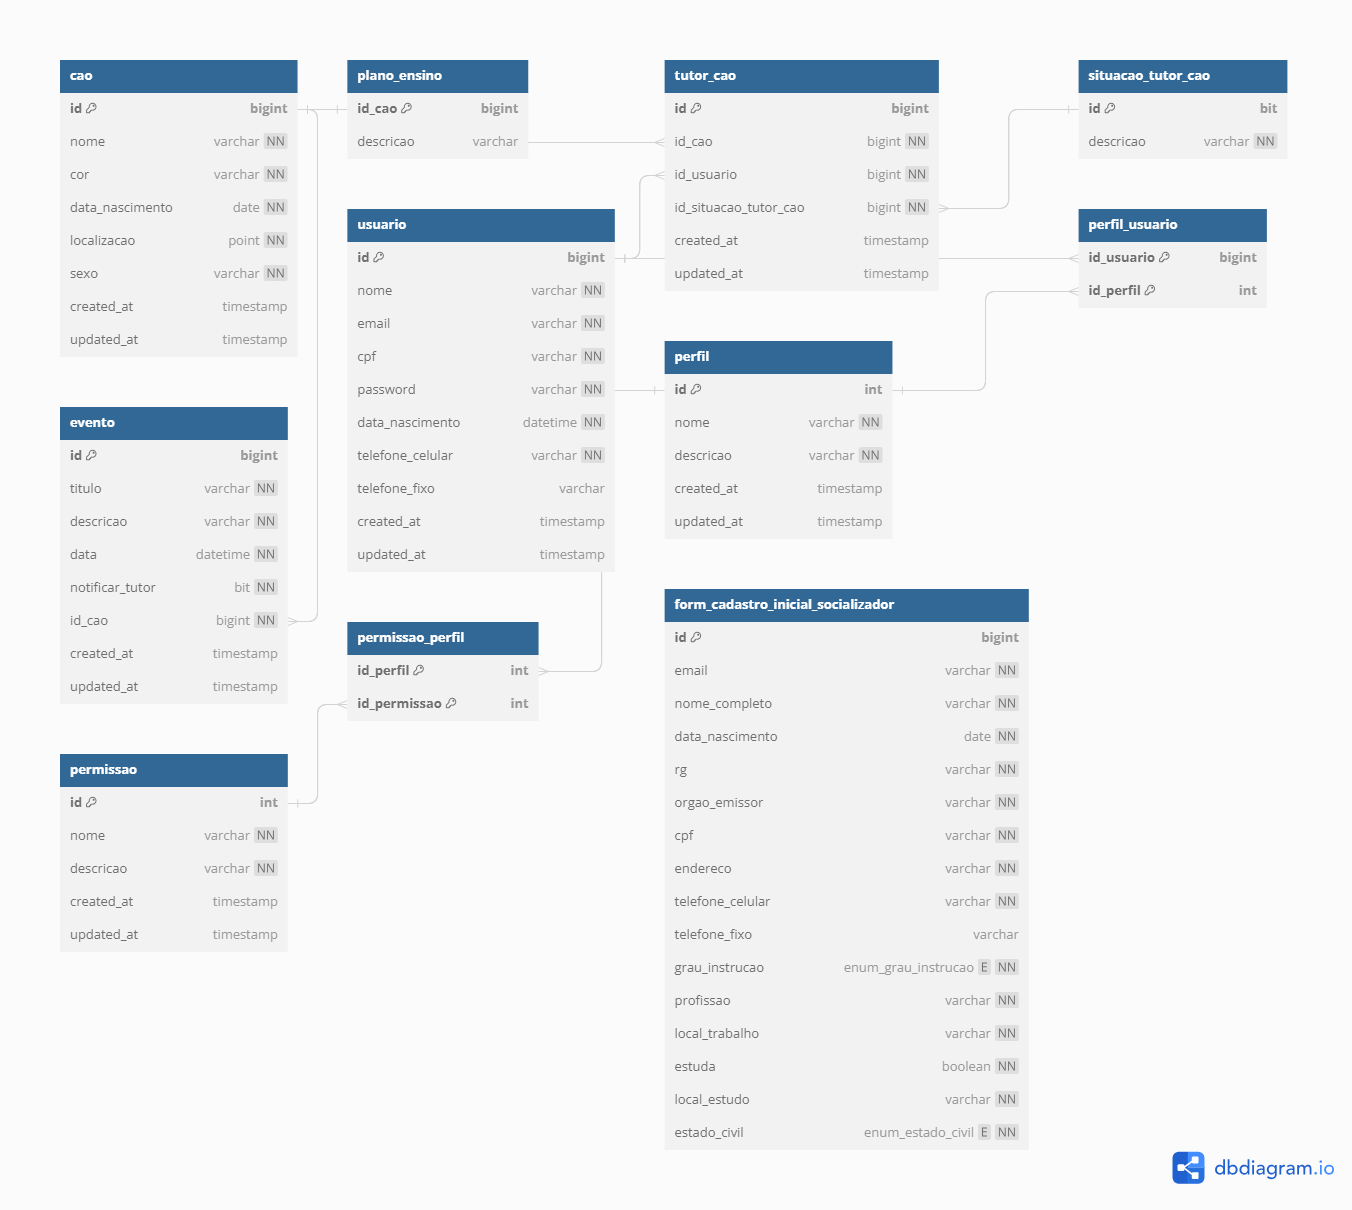 cao
id bigint
nome varchar NN
cor varchar NN
data_nascimento date NN
localizacao point NN
sexo varchar NN
created_at timestamp
updated_at timestamp
plano_ensino
id_cao bigint
descricao varchar
tutor_cao
id bigint
id_cao bigint NN
id_usuario bigint NN
id_situacao_tutor_cao bigint NN
created_at timestamp
updated_at timestamp
situacao_tutor_cao
id bit
descricao varchar NN
usuario
id bigint
nome varchar NN
email varchar NN
cpf varchar NN
password varchar NN
data_nascimento datetime NN
telefone_celular varchar NN
telefone_fixo varchar
created_at timestamp
updated_at timestamp
perfil_usuario
id_usuario bigint
id_perfil int
perfil
id int
nome varchar NN
descricao varchar NN
created_at timestamp
updated_at timestamp
evento
id bigint
titulo varchar NN
descricao varchar NN
data datetime NN
notificar_tutor bit NN
id_cao bigint NN
created_at timestamp
updated_at timestamp
permissao_perfil
id_perfil int
id_permissao int
permissao
id int
nome varchar NN
descricao varchar NN
created_at timestamp
updated_at timestamp
form_cadastro_inicial_socializador
id bigint
email varchar NN
nome_completo varchar NN
data_nascimento date NN
rg varchar NN
orgao_emissor varchar NN
cpf varchar NN
endereco varchar NN
telefone_celular varchar NN
telefone_fixo varchar
grau_instrucao enum_grau_instrucao E NN
profissao varchar NN
local_trabalho varchar NN
estuda boolean NN
local_estudo varchar NN
estado_civil enum_estado_civil E NN
dbdiagram.io